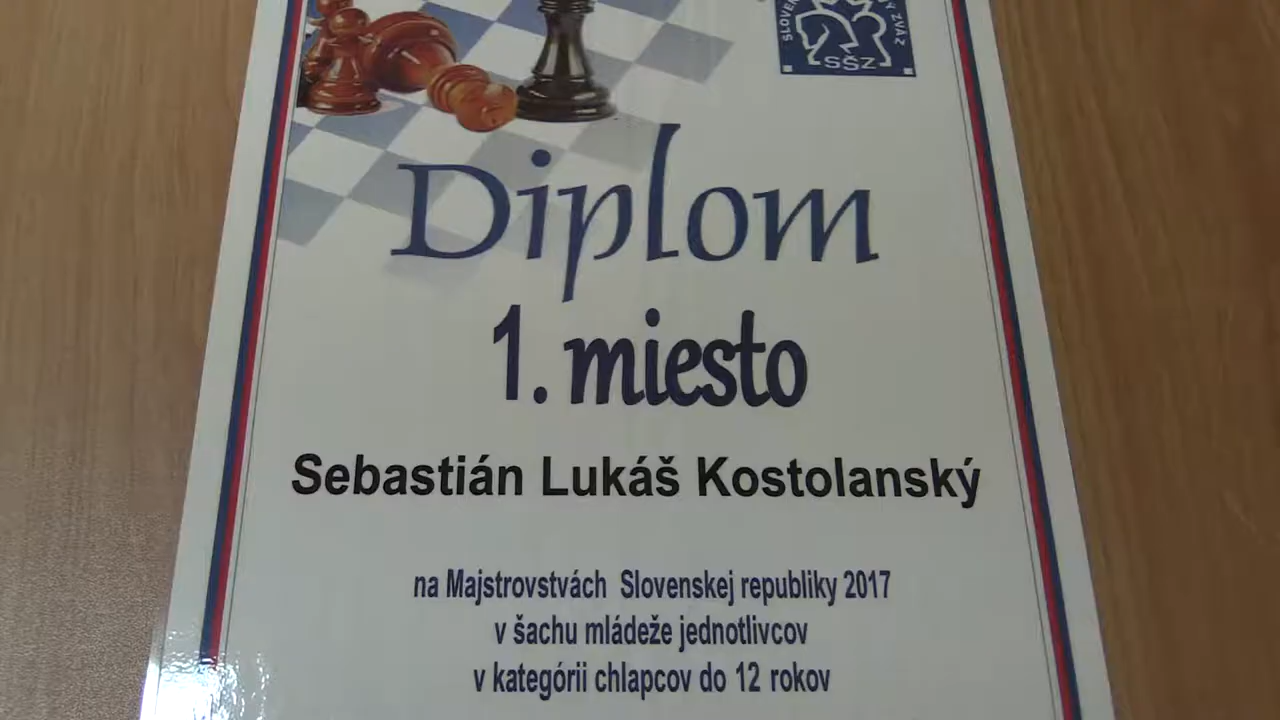 SŠZ
Diplom
1. miesto
Sebastián Lukáš Kostolanský
na Majstrovstvách Slovenskej republiky 2017
v šachu mládeže jednotlivcov
v kategórii chlapcov do 12 rokov